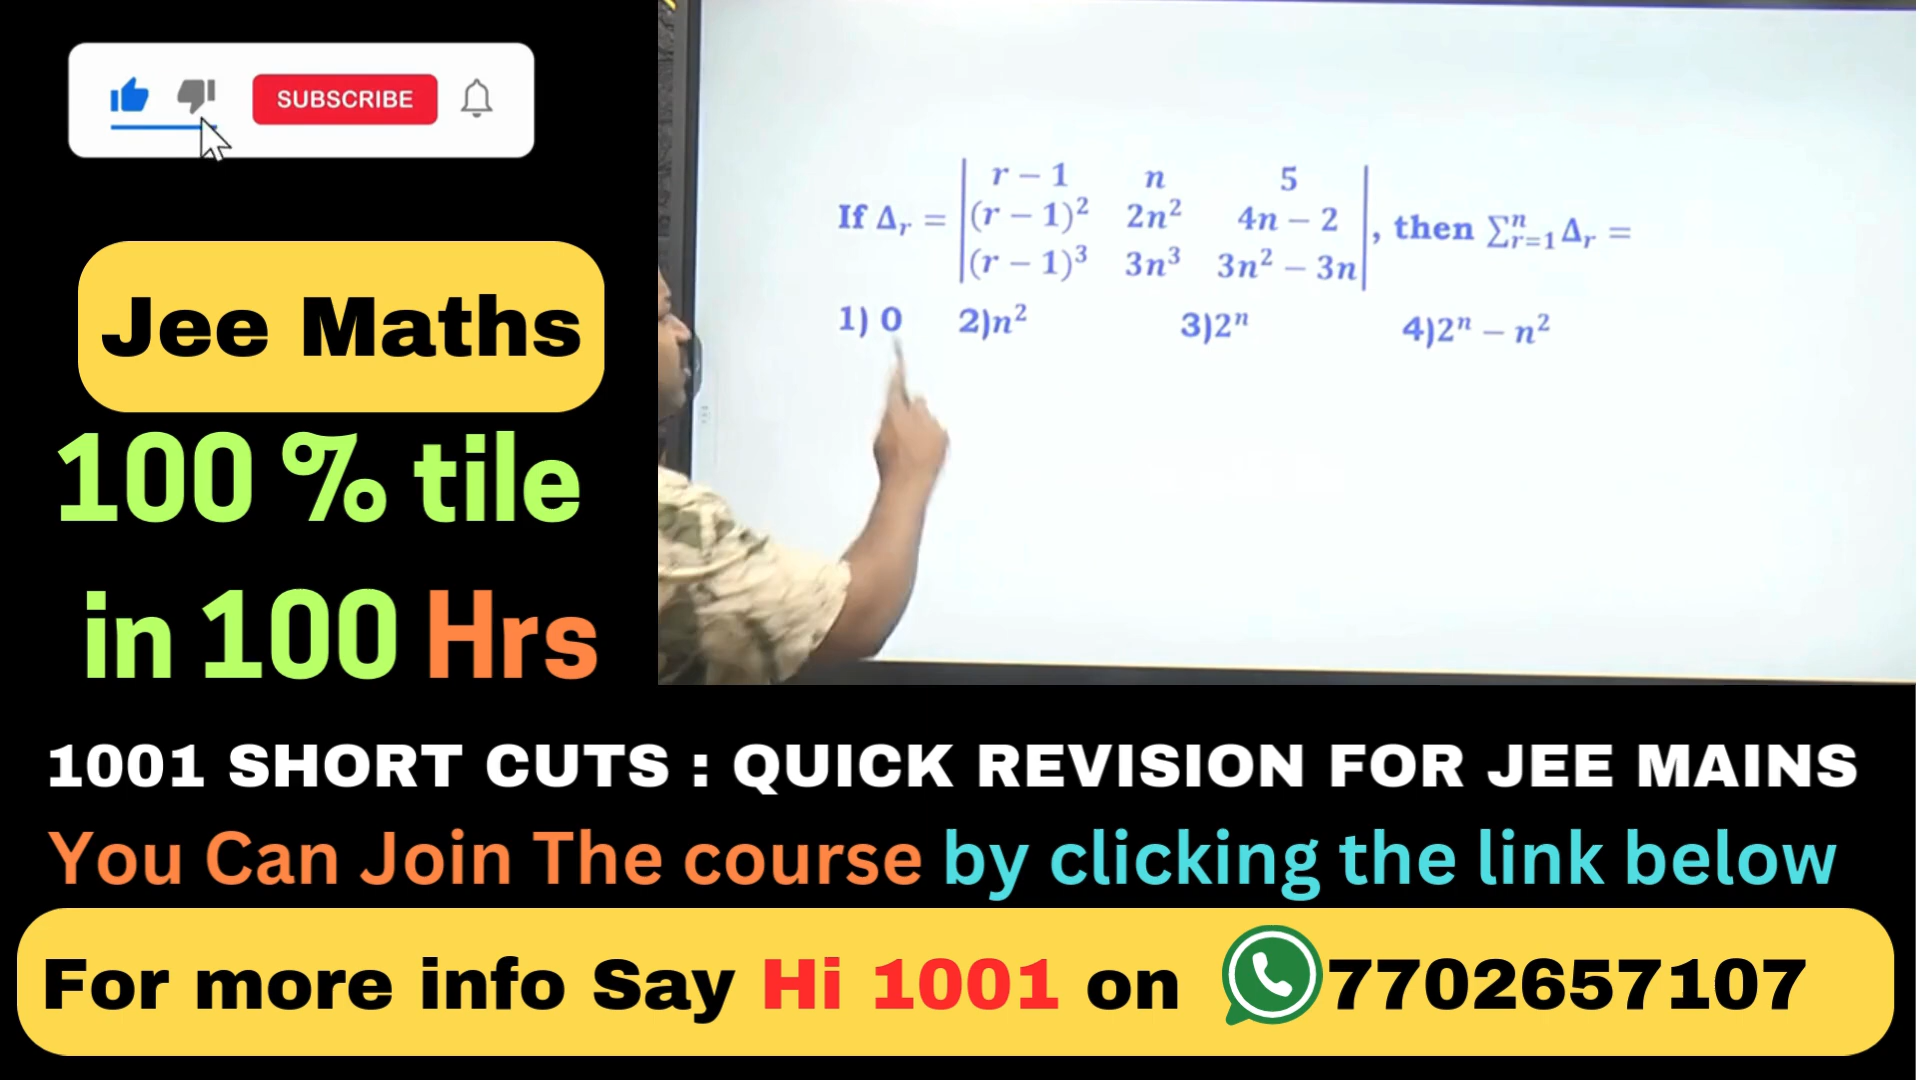 SUBSCRIBE
Jee Maths
100 % tile
in 100 Hrs
If Δᵣ = | r − 1 n 5 |
| (r − 1)² 2n² 4n − 2 | , then ∑ⁿᵣ₌₁ Δᵣ =
| (r − 1)³ 3n³ 3n² − 3n |
1) 0 2)n² 3)2ⁿ 4)2ⁿ − n²
1001 SHORT CUTS : QUICK REVISION FOR JEE MAINS
You Can Join The course by clicking the link below
For more info Say Hi 1001 on 7702657107